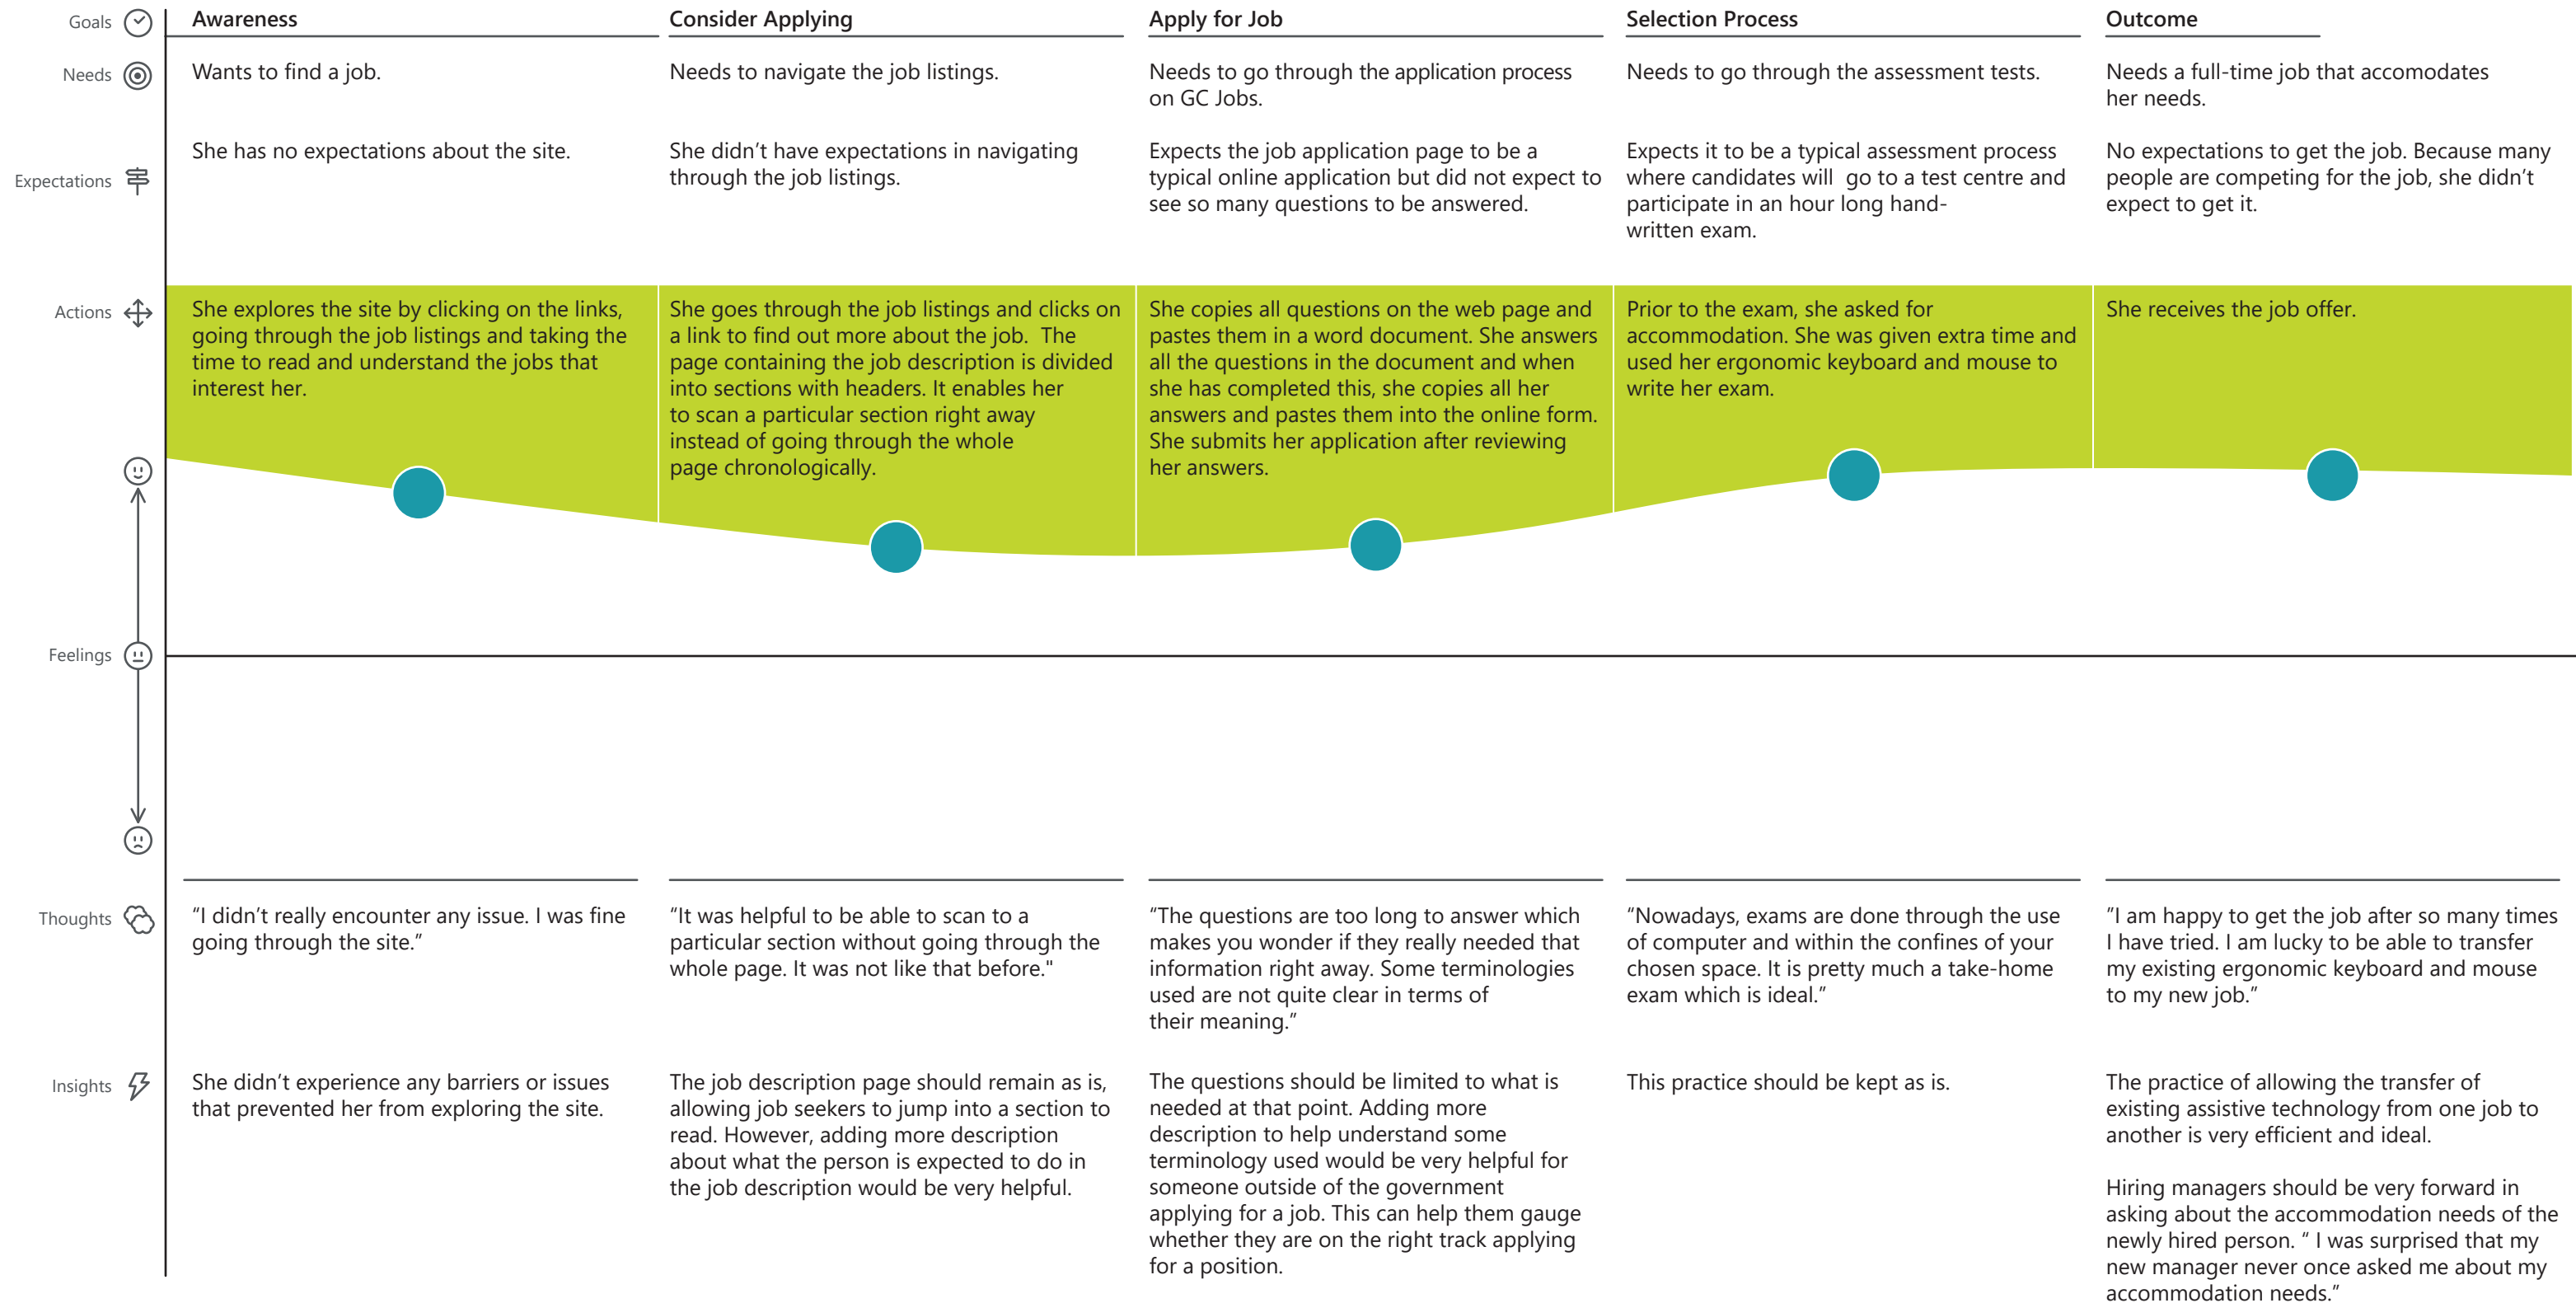 Goals
Awareness
Consider Applying
Apply for Job
Selection Process
Outcome
Needs
Wants to find a job.
Needs to navigate the job listings.
Needs to go through the application process
on GC Jobs.
Needs to go through the assessment tests.
Needs a full-time job that accomodates
her needs.
Expectations
She has no expectations about the site.
She didn’t have expectations in navigating
through the job listings.
Expects the job application page to be a
typical online application but did not expect to
see so many questions to be answered.
Expects it to be a typical assessment process
where candidates will  go to a test centre and
participate in an hour long hand-
written exam.
No expectations to get the job. Because many
people are competing for the job, she didn’t
expect to get it.
Actions
She explores the site by clicking on the links,
going through the job listings and taking the
time to read and understand the jobs that
interest her.
She goes through the job listings and clicks on
a link to find out more about the job.  The
page containing the job description is divided
into sections with headers. It enables her
to scan a particular section right away
instead of going through the whole
page chronologically.
She copies all questions on the web page and
pastes them in a word document. She answers
all the questions in the document and when
she has completed this, she copies all her
answers and pastes them into the online form.
She submits her application after reviewing
her answers.
Prior to the exam, she asked for
accommodation. She was given extra time and
used her ergonomic keyboard and mouse to
write her exam.
She receives the job offer.
Feelings
Thoughts
“I didn’t really encounter any issue. I was fine
going through the site.”
“It was helpful to be able to scan to a
particular section without going through the
whole page. It was not like that before."
“The questions are too long to answer which
makes you wonder if they really needed that
information right away. Some terminologies
used are not quite clear in terms of
their meaning.”
“Nowadays, exams are done through the use
of computer and within the confines of your
chosen space. It is pretty much a take-home
exam which is ideal.”
“I am happy to get the job after so many times
I have tried. I am lucky to be able to transfer
my existing ergonomic keyboard and mouse
to my new job.”
Insights
She didn’t experience any barriers or issues
that prevented her from exploring the site.
The job description page should remain as is,
allowing job seekers to jump into a section to
read. However, adding more description
about what the person is expected to do in
the job description would be very helpful.
The questions should be limited to what is
needed at that point. Adding more
description to help understand some
terminology used would be very helpful for
someone outside of the government
applying for a job. This can help them gauge
whether they are on the right track applying
for a position.
This practice should be kept as is.
The practice of allowing the transfer of
existing assistive technology from one job to
another is very efficient and ideal.
Hiring managers should be very forward in
asking about the accommodation needs of the
newly hired person. “ I was surprised that my
new manager never once asked me about my
accommodation needs.”